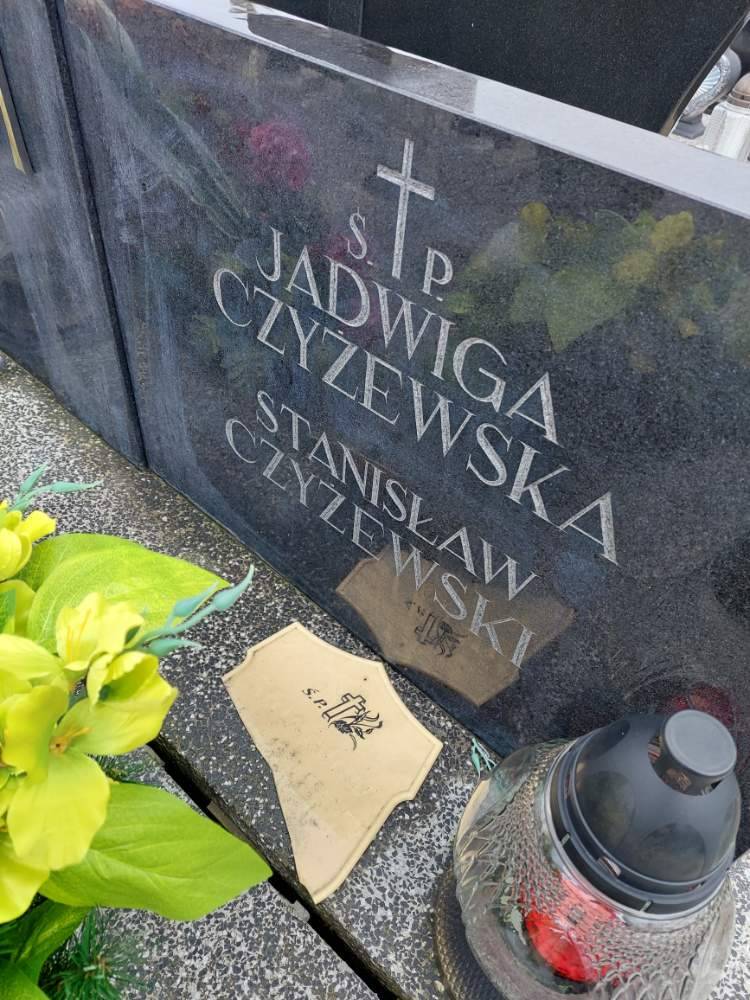 Ś. P.
JADWIGA
CZYŻEWSKA
STANISŁAW
CZYŻEWSKI
Ś.P.